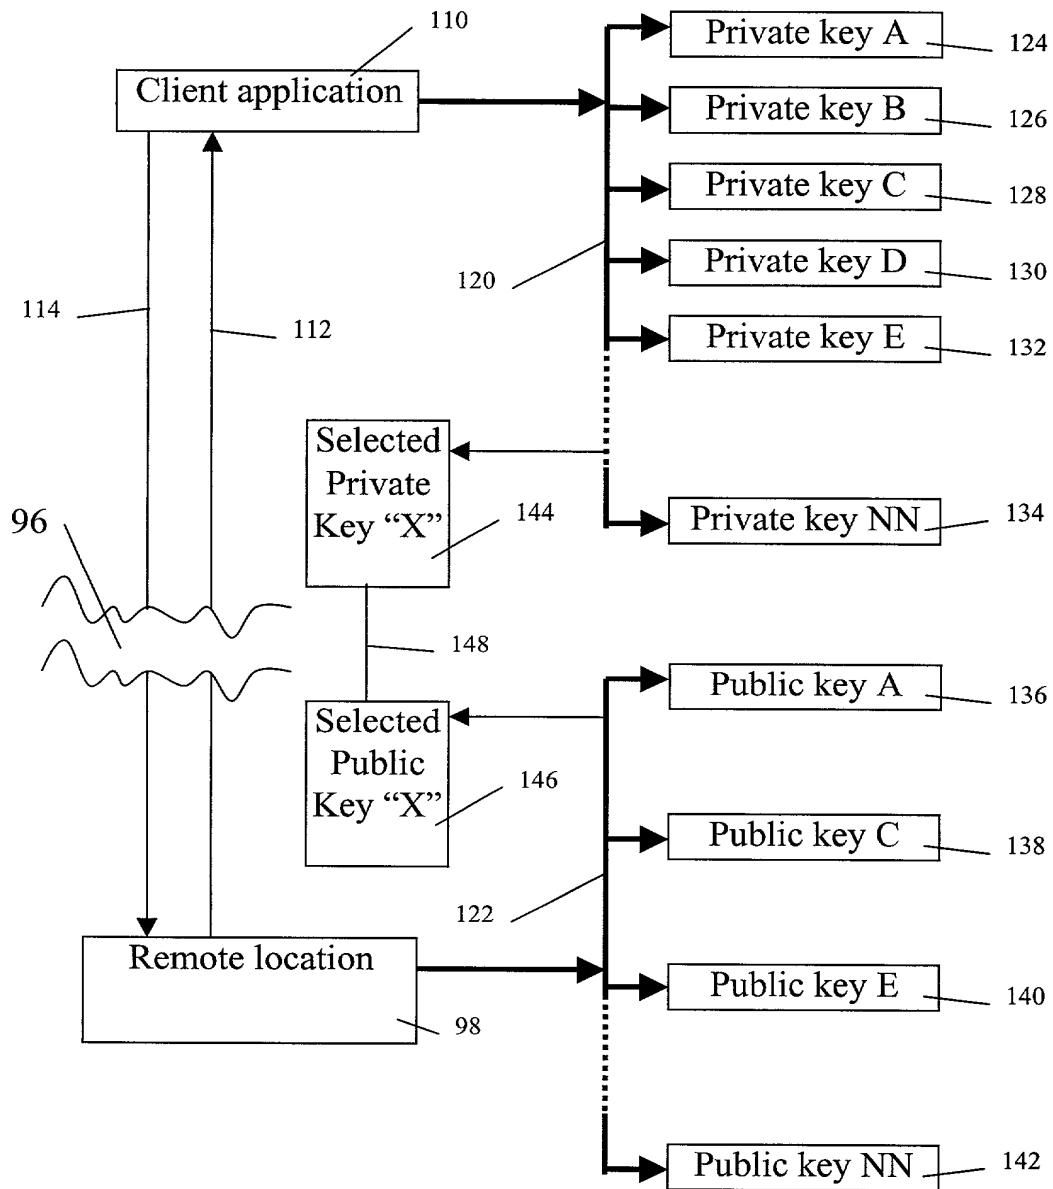 110
Private key A
124
Client application
Private key B
126
Private key C
128
120
Private key D
130
114
112
Private key E
132
Selected
Private
Key “X”
144
Private key NN
134
96
148
Public key A
136
Selected
Public
Key “X”
146
Public key C
138
122
Remote location
98
Public key E
140
Public key NN
142